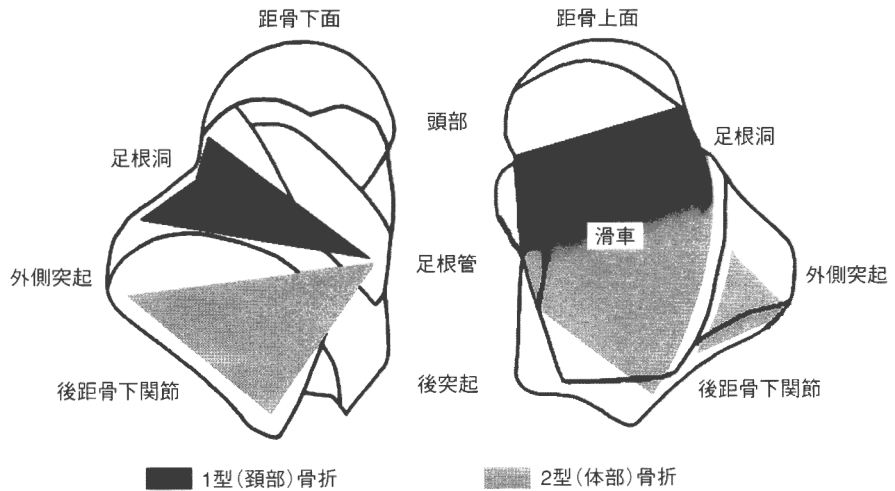 距骨下面
距骨上面
頭部
足根洞
足根洞
滑車
足根管
外側突起
外側突起
後距骨下関節
後突起
後距骨下関節
1型(頚部)骨折
2型(体部)骨折